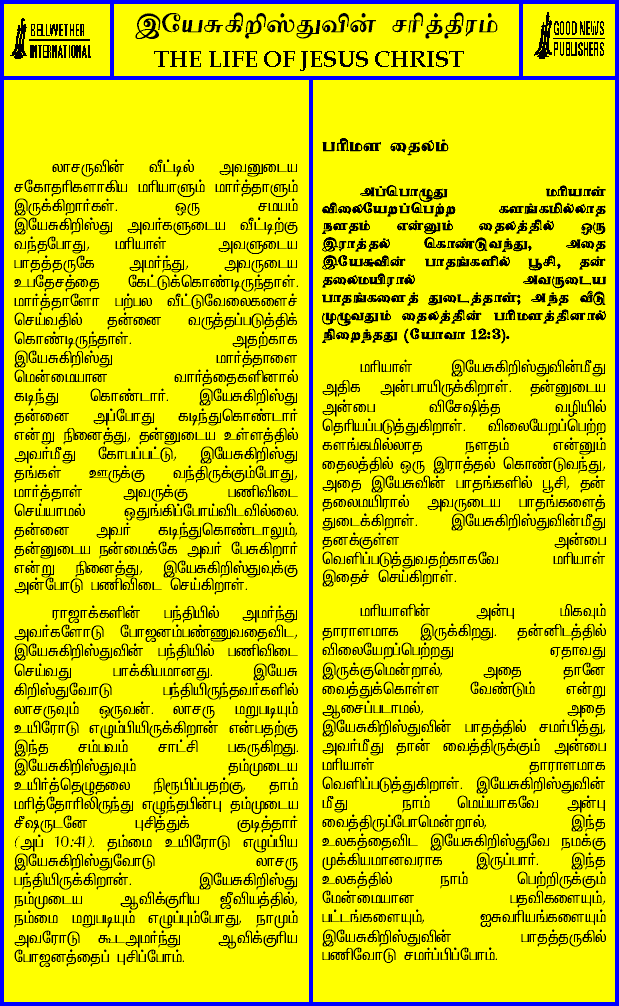 BELLWETHER
INTERNATIONAL
இயேசுகிறிஸ்துவின் சரித்திரம்
THE LIFE OF JESUS CHRIST
GOOD NEWS
PUBLISHERS
லாசருவின் வீட்டில் அவனுடைய
சகோதரிகளாகிய மரியாளும் மார்த்தாளும்
இருக்கிறார்கள். ஒரு சமயம்
இயேசுகிறிஸ்து அவர்களுடைய வீட்டிற்கு
வந்தபோது, மரியாள் அவளுடைய
பாதத்தருகே அமர்ந்து, அவருடைய
உபதேசத்தை கேட்டுக்கொண்டிருந்தாள்.
மார்த்தாளோ பற்பல வீட்டுவேலைகளைச்
செய்வதில் தன்னை வருத்தப்படுத்திக்
கொண்டிருந்தாள். அதற்காக
இயேசுகிறிஸ்து மார்த்தாளை
மென்மையான வார்த்தைகளினால்
கடிந்து கொண்டார். இயேசுகிறிஸ்து
தன்னை அப்போது கடிந்துகொண்டார்
என்று நினைத்து, தன்னுடைய உள்ளத்தில்
அவர்மீது கோபப்பட்டு, இயேசுகிறிஸ்து
தங்கள் ஊருக்கு வந்திருக்கும்போது,
மார்த்தாள் அவருக்கு பணிவிடை
செய்யாமல் ஒதுங்கிப்போய்விடவில்லை.
தன்னை அவர் கடிந்துகொண்டாலும்,
தன்னுடைய நன்மைக்கே அவர் பேசுகிறார்
என்று நினைத்து, இயேசுகிறிஸ்துவுக்கு
அன்போடு பணிவிடை செய்கிறாள்.
ராஜாக்களின் பந்தியில் அமர்ந்து
அவர்களோடு போஜனம்பண்ணுவதைவிட,
இயேசுகிறிஸ்துவின் பந்தியில் பணிவிடை
செய்வது பாக்கியமானது. இயேசு
கிறிஸ்துவோடு பந்தியிருந்தவர்களில்
லாசருவும் ஒருவன். லாசரு மறுபடியும்
உயிரோடு எழும்பியிருக்கிறான் என்பதற்கு
இந்த சம்பவம் சாட்சி பகருகிறது.
இயேசுகிறிஸ்துவும் தம்முடைய
உயிர்த்தெழுதலை நிரூபிப்பதற்கு, தாம்
மரித்தோரிலிருந்து எழுந்தபின்பு தம்முடைய
சீஷருடனே புசித்துக் குடித்தார்
(அப் 10:41). தம்மை உயிரோடு எழுப்பிய
இயேசுகிறிஸ்துவோடு லாசரு
பந்தியிருக்கிறான். இயேசுகிறிஸ்து
நம்முடைய ஆவிக்குரிய ஜீவியத்தில்,
நம்மை மறுபடியும் எழுப்பும்போது, நாமும்
அவரோடு கூடஅமர்ந்து ஆவிக்குரிய
போஜனத்தைப் புசிப்போம்.
பரிமள தைலம்
அப்பொழுது மரியாள்
விலையேறப்பெற்ற களங்கமில்லாத
நளதம் என்னும் தைலத்தில் ஒரு
இராத்தல் கொண்டுவந்து, அதை
இயேசுவின் பாதங்களில் பூசி, தன்
தலைமயிரால் அவருடைய
பாதங்களைத் துடைத்தாள்; அந்த வீடு
முழுவதும் தைலத்தின் பரிமளத்தினால்
நிறைந்தது (யோவா 12:3).
மரியாள் இயேசுகிறிஸ்துவின்மீது
அதிக அன்பாயிருக்கிறாள். தன்னுடைய
அன்பை விசேஷித்த வழியில்
தெரியப்படுத்துகிறாள். விலையேறப்பெற்ற
களங்கமில்லாத நளதம் என்னும்
தைலத்தில் ஒரு இராத்தல் கொண்டுவந்து,
அதை இயேசுவின் பாதங்களில் பூசி, தன்
தலைமயிரால் அவருடைய பாதங்களைத்
துடைக்கிறாள். இயேசுகிறிஸ்துவின்மீது
தனக்குள்ள அன்பை
வெளிப்படுத்துவதற்காகவே மரியாள்
இதைச் செய்கிறாள்.
மரியாளின் அன்பு மிகவும்
தாராளமாக இருக்கிறது. தன்னிடத்தில்
விலையேறப்பெற்றது ஏதாவது
இருக்குமென்றால், அதை தானே
வைத்துக்கொள்ள வேண்டும் என்று
ஆசைப்படாமல், அதை
இயேசுகிறிஸ்துவின் பாதத்தில் சமர்பித்து,
அவர்மீது தான் வைத்திருக்கும் அன்பை
மரியாள் தாராளமாக
வெளிப்படுத்துகிறாள். இயேசுகிறிஸ்துவின்
மீது நாம் மெய்யாகவே அன்பு
வைத்திருப்போமென்றால், இந்த
உலகத்தைவிட இயேசுகிறிஸ்துவே நமக்கு
முக்கியமானவராக இருப்பார். இந்த
உலகத்தில் நாம் பெற்றிருக்கும்
மேன்மையான பதவிகளையும்,
பட்டங்களையும், ஐசுவரியங்களையும்
இயேசுகிறிஸ்துவின் பாதத்தருகில்
பணிவோடு சமர்ப்பிப்போம்.